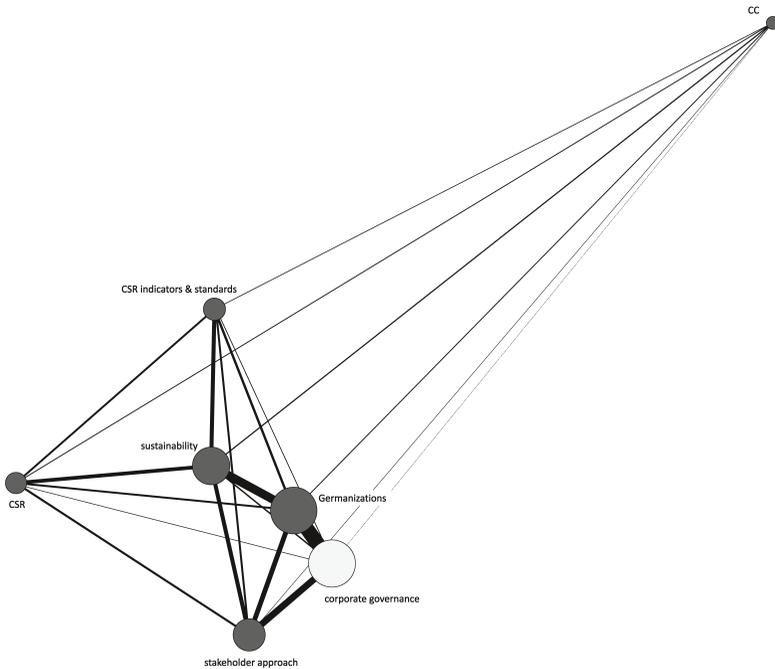 CC
CSR indicators & standards
sustainability
Germanizations
CSR
corporate governance
stakeholder approach